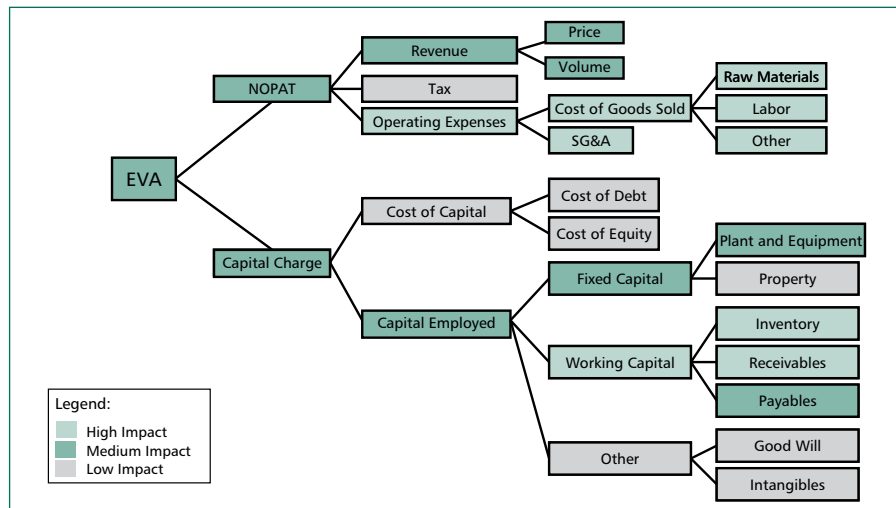 EVA
NOPAT
Revenue
Price
Volume
Tax
Operating Expenses
Cost of Goods Sold
Raw Materials
Labor
Other
SG&A
Capital Charge
Cost of Capital
Cost of Debt
Cost of Equity
Capital Employed
Fixed Capital
Plant and Equipment
Property
Working Capital
Inventory
Receivables
Payables
Other
Good Will
Intangibles
Legend:
High Impact
Medium Impact
Low Impact